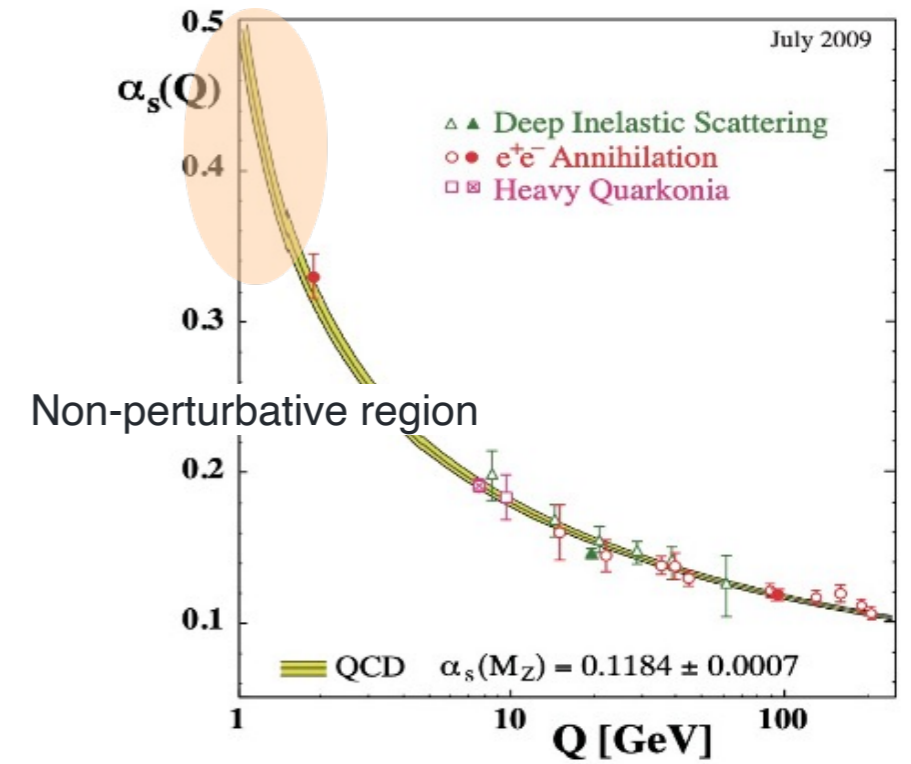 0.5
July 2009
αs(Q)
△ ▲ Deep Inelastic Scattering
○● e⁺e⁻ Annihilation
□ ⊠ Heavy Quarkonia
0.4
0.3
Non-perturbative region
0.2
0.1
QCD αs(MZ) = 0.1184 ± 0.0007
1 10 100
Q [GeV]